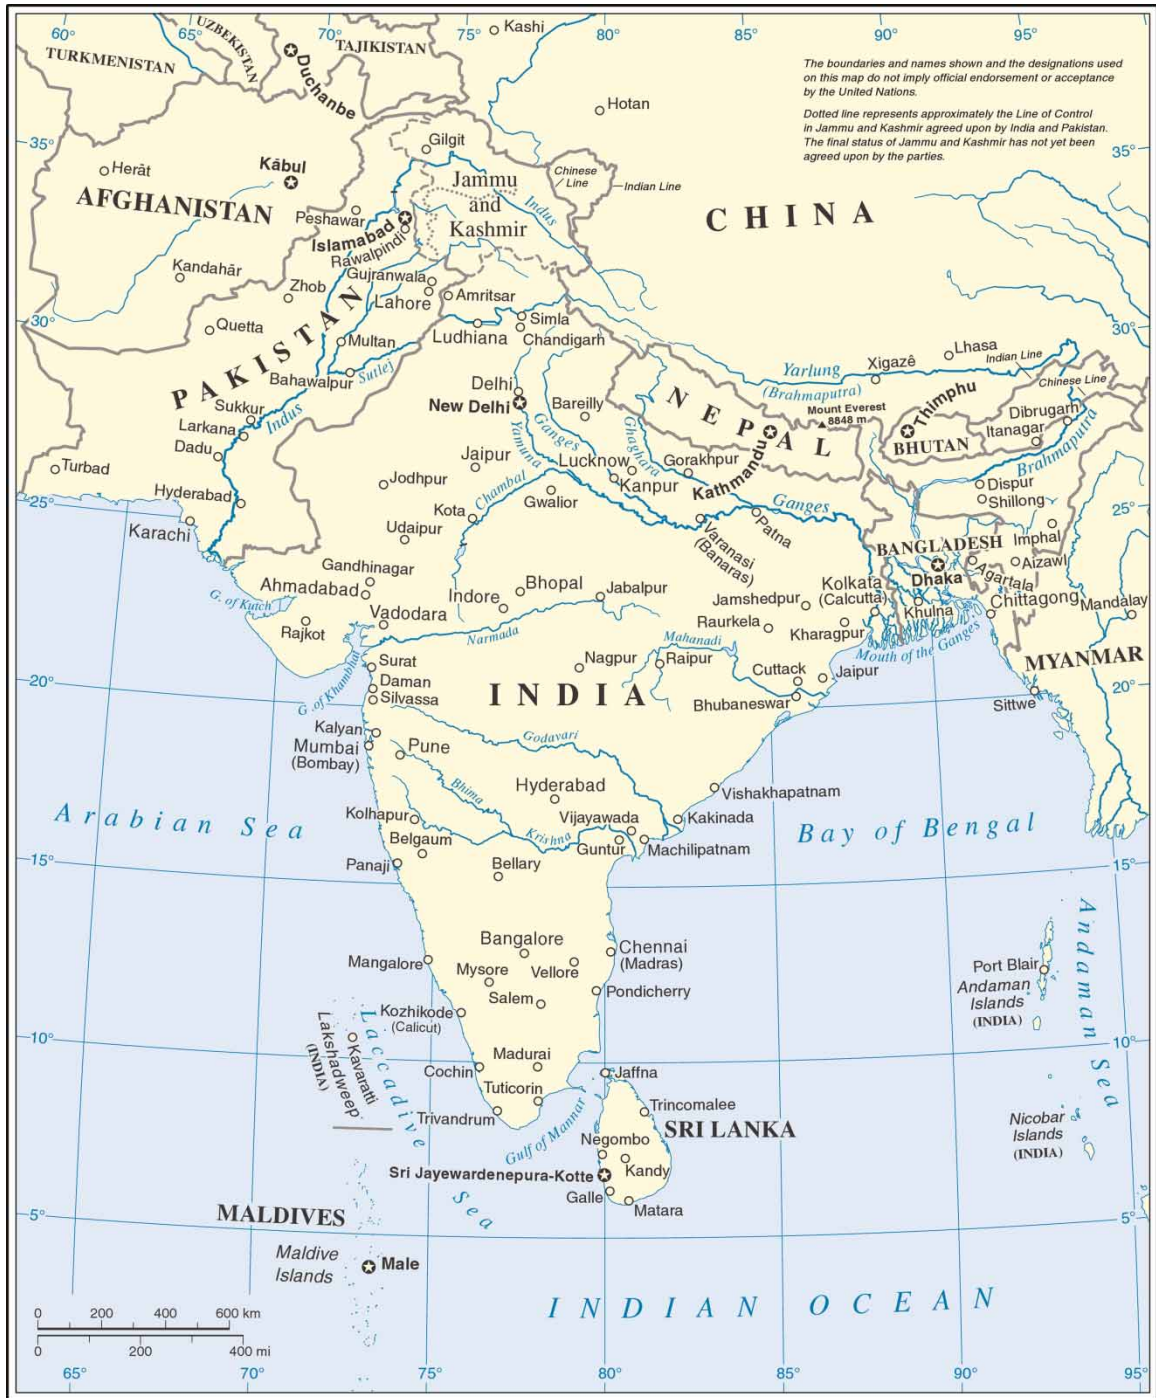 60°
65°
70°
75°
80°
85°
90°
95°
Kashi
UZBEKISTAN
TAJIKISTAN
TURKMENISTAN
Duchanbe
The boundaries and names shown and the designations used
on this map do not imply official endorsement or acceptance
by the United Nations.
Dotted line represents approximately the Line of Control
in Jammu and Kashmir agreed upon by India and Pakistan.
The final status of Jammu and Kashmir has not yet been
agreed upon by the parties.
Hotan
35°
35°
Gilgit
Herāt
Kābul
Chinese
Line
Indian Line
Jammu
and
Kashmir
Indus
AFGHANISTAN
CHINA
Peshawar
Islamabad
Rawalpindi
Kandahār
Gujranwala
Zhob
Lahore
Amritsar
30°
30°
Quetta
PAKISTAN
Multan
Ludhiana
Simla
Chandigarh
Lhasa
Indian Line
Xigazê
Yarlung
(Brahmaputra)
Bahawalpur
Sutlej
Chinese Line
Delhi
New Delhi
Bareilly
NEPAL
Mount Everest
8848 m
Thimphu
Dibrugarh
Itanagar
BHUTAN
Sukkur
Indus
Larkana
Dadu
Yamuna
Ganges
Ghaghara
Kathmandu
Brahmaputra
Turbad
Jaipur
Lucknow
Gorakhpur
Jodhpur
Chambal
Kanpur
Dispur
Shillong
Hyderabad
Gwalior
Ganges
25°
25°
Kota
Karachi
Udaipur
Varanasi
(Banaras)
Patna
Imphal
BANGLADESH
Gandhinagar
Aizawl
Agartala
Dhaka
Ahmadabad
Bhopal
Jabalpur
Kolkata
(Calcutta)
G. of Kutch
Indore
Jamshedpur
Khulna
Chittagong
Mandalay
Vadodara
Rajkot
Raurkela
Kharagpur
Narmada
Mahanadi
Mouth of the Ganges
Surat
Nagpur
Raipur
Cuttack
Jaipur
MYANMAR
20°
20°
G. of Khambhat
Daman
Silvassa
INDIA
Bhubaneswar
Sittwe
Kalyan
Mumbai
(Bombay)
Pune
Godavari
Hyderabad
Vishakhapatnam
Bhima
Arabian Sea
Kolhapur
Vijayawada
Kakinada
Bay of Bengal
Belgaum
Krishna
Guntur
Machilipatnam
15°
15°
Panaji
Bellary
Bangalore
Chennai
(Madras)
Andaman Sea
Mangalore
Mysore
Vellore
Port Blair
Andaman
Islands
(INDIA)
Salem
Pondicherry
Kozhikode
(Calicut)
10°
10°
Lakshadweep
(INDIA)
Kavaratti
Laccadive
Sea
Madurai
Cochin
Jaffna
Tuticorin
Trincomalee
Trivandrum
Gulf of Mannar
SRI LANKA
Nicobar
Islands
(INDIA)
Negombo
Kandy
Sri Jayewardenepura-Kotte
Galle
Matara
5°
5°
MALDIVES
Maldive
Islands
Male
INDIAN OCEAN
0 200 400 600 km
0 200 400 mi
65°
70°
75°
80°
85°
90°
95°